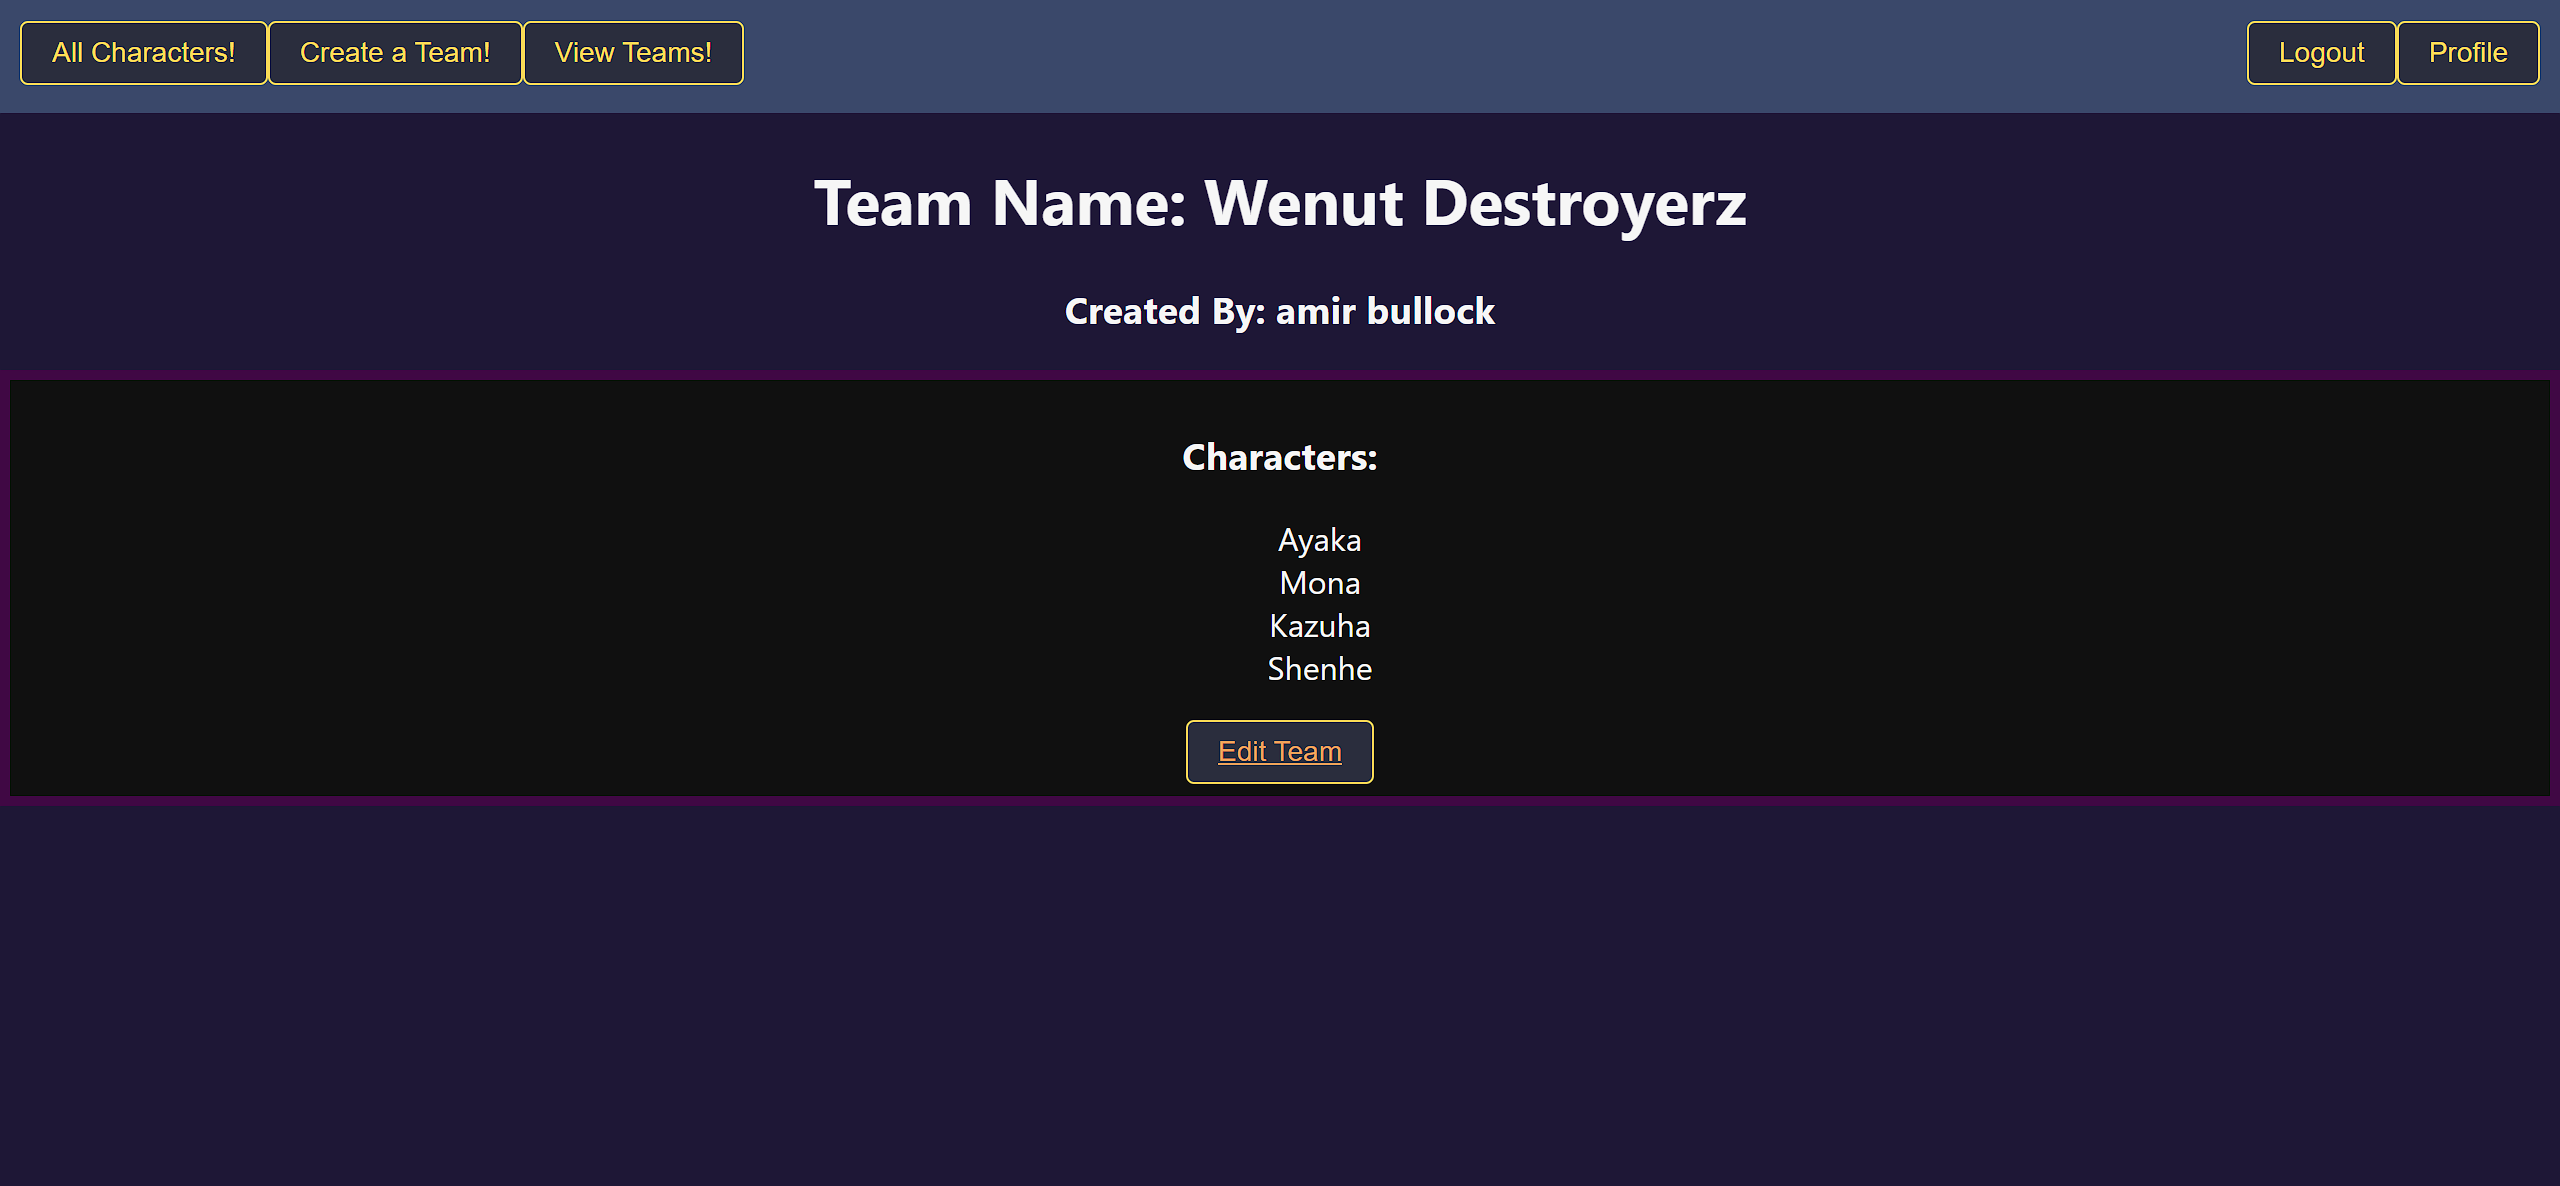 All Characters! Create a Team! View Teams! Logout Profile
Team Name: Wenut Destroyerz
Created By: amir bullock
Characters:
Ayaka
Mona
Kazuha
Shenhe
Edit Team